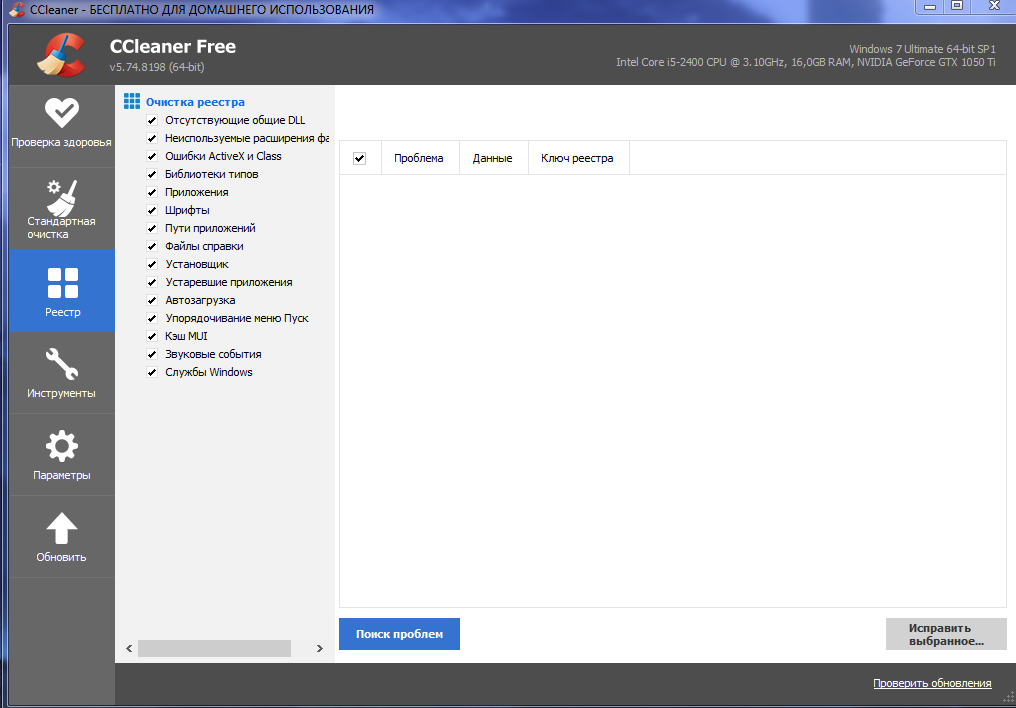 CCleaner - БЕСПЛАТНО ДЛЯ ДОМАШНЕГО ИСПОЛЬЗОВАНИЯ
CCleaner Free
v5.74.8198 (64-bit)
Windows 7 Ultimate 64-bit SP1
Intel Core i5-2400 CPU @ 3.10GHz, 16,0GB RAM, NVIDIA GeForce GTX 1050 Ti
Проверка здоровья
Стандартная
очистка
Реестр
Инструменты
Параметры
Обновить
Очистка реестра
Отсутствующие общие DLL
Неиспользуемые расширения фа
Ошибки ActiveX и Class
Библиотеки типов
Приложения
Шрифты
Пути приложений
Файлы справки
Установщик
Устаревшие приложения
Автозагрузка
Упорядочивание меню Пуск
Кэш MUI
Звуковые события
Службы Windows
Проблема
Данные
Ключ реестра
Поиск проблем
Исправить
выбранное...
Проверить обновления